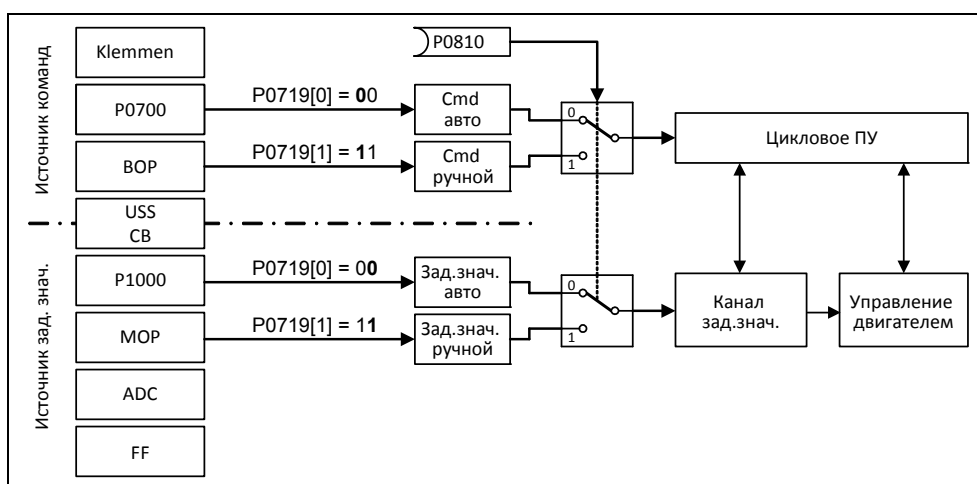 Источник команд
Klemmen
P0810
P0700
P0719[0] = 00
Cmd
авто
0
1
Цикловое ПУ
BOP
P0719[1] = 11
Cmd
ручной
USS
CB
Источник зад. знач.
P1000
P0719[0] = 00
Зад.знач.
авто
0
1
Канал
зад.знач.
Управление
двигателем
MOP
P0719[1] = 11
Зад.знач.
ручной
ADC
FF